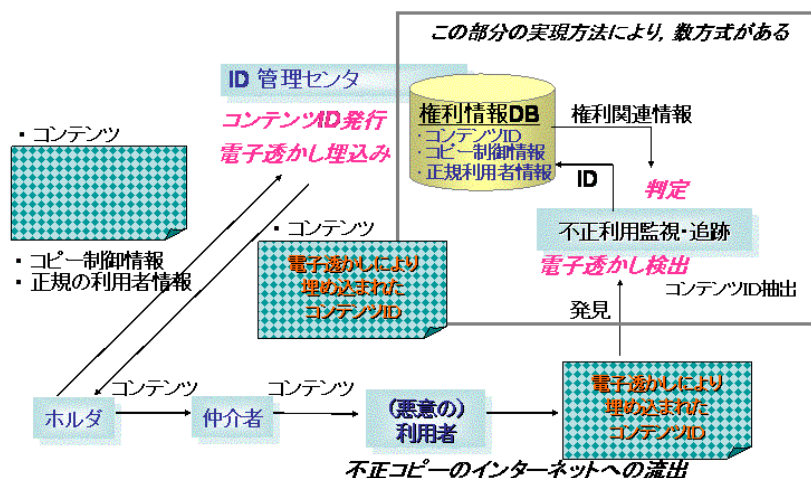 この部分の実現方法により, 数方式がある
ID 管理センタ
コンテンツID発行
電子透かし埋込み
権利情報DB
・コンテンツID
・コピー制御情報
・正規利用者情報
権利関連情報
ID
判定
不正利用監視・追跡
電子透かし検出
コンテンツID抽出
発見
・コンテンツ
・コピー制御情報
・正規の利用者情報
・コンテンツ
電子透かしにより
埋め込まれた
コンテンツID
ホルダ
コンテンツ
仲介者
コンテンツ
(悪意の)
利用者
電子透かしにより
埋め込まれた
コンテンツID
不正コピーのインターネットへの流出